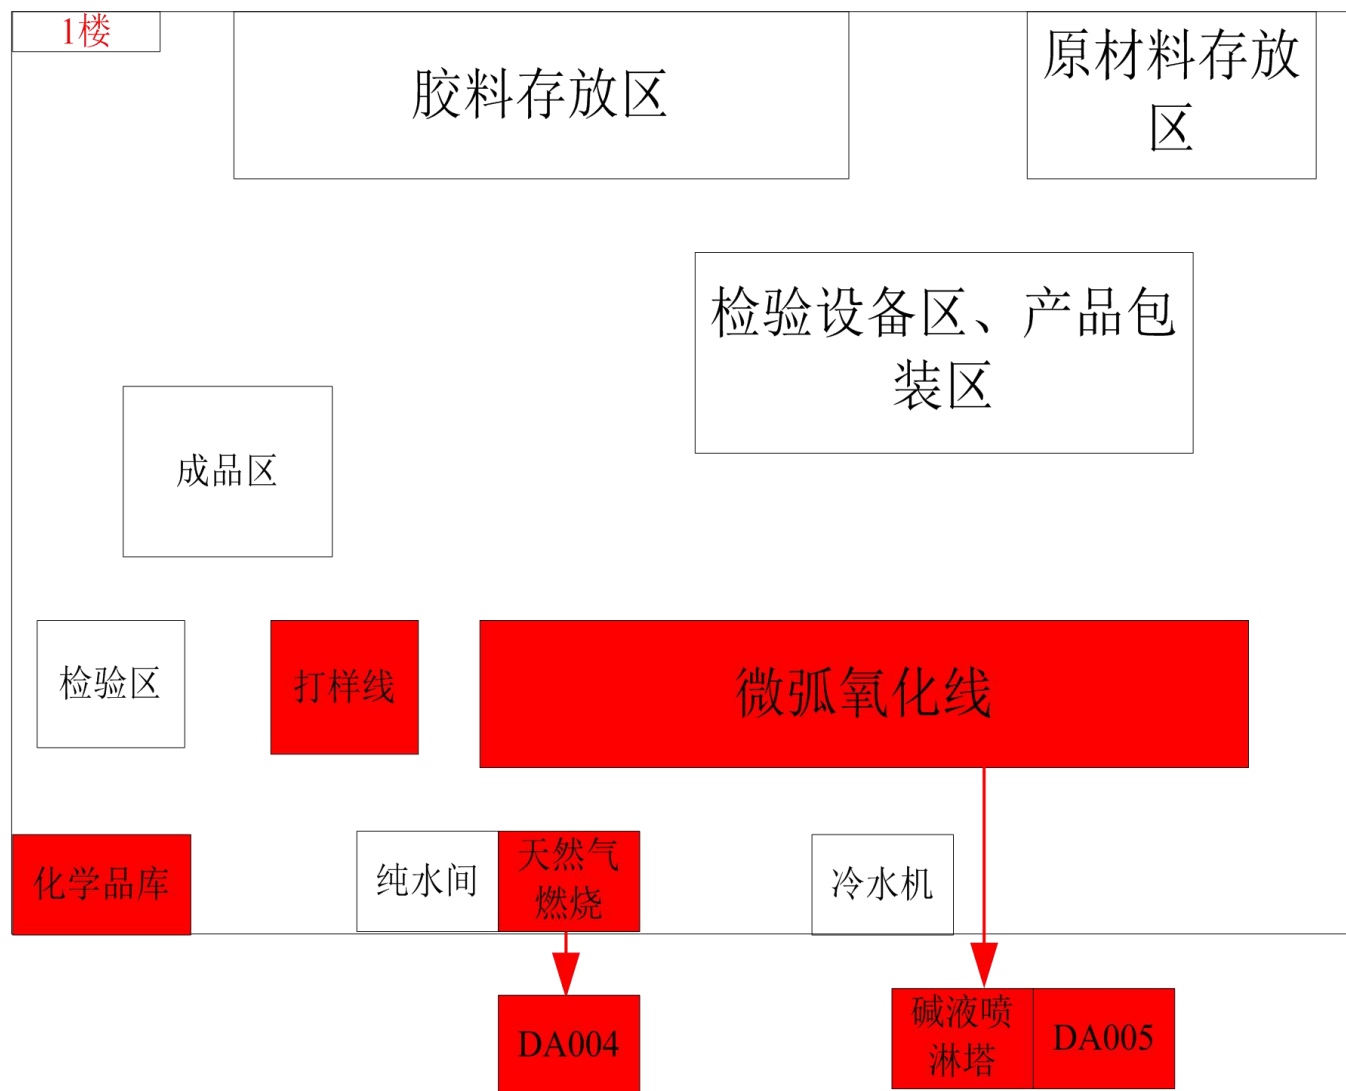 1楼
胶料存放区
原材料存放
区
检验设备区、产品包
装区
成品区
检验区
打样线
微弧氧化线
化学品库
纯水间
天然气
燃烧
冷水机
DA004
碱液喷
淋塔
DA005